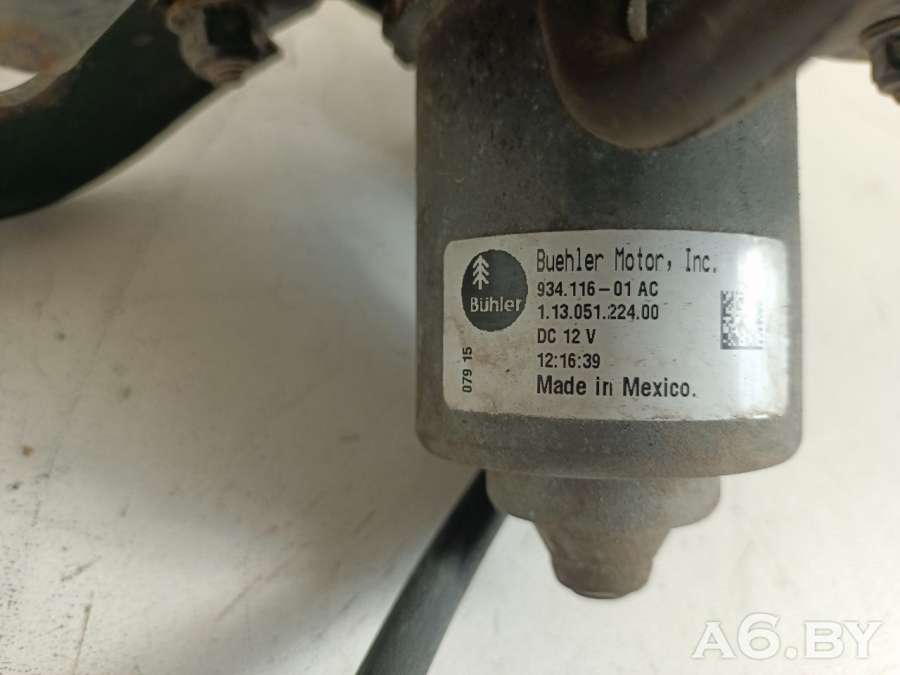 Bühler
Buehler Motor, Inc.
934.116-01 AC
1.13.051.224.00
DC 12 V
12:16:39
Made in Mexico.
079 15
A6.BY